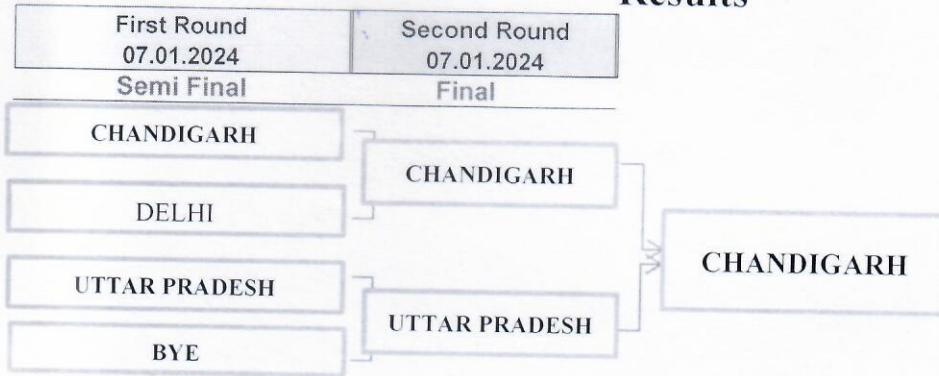 Results
First Round
07.01.2024
Second Round
07.01.2024
Semi Final
Final
CHANDIGARH
DELHI
UTTAR PRADESH
BYE
CHANDIGARH
UTTAR PRADESH
CHANDIGARH